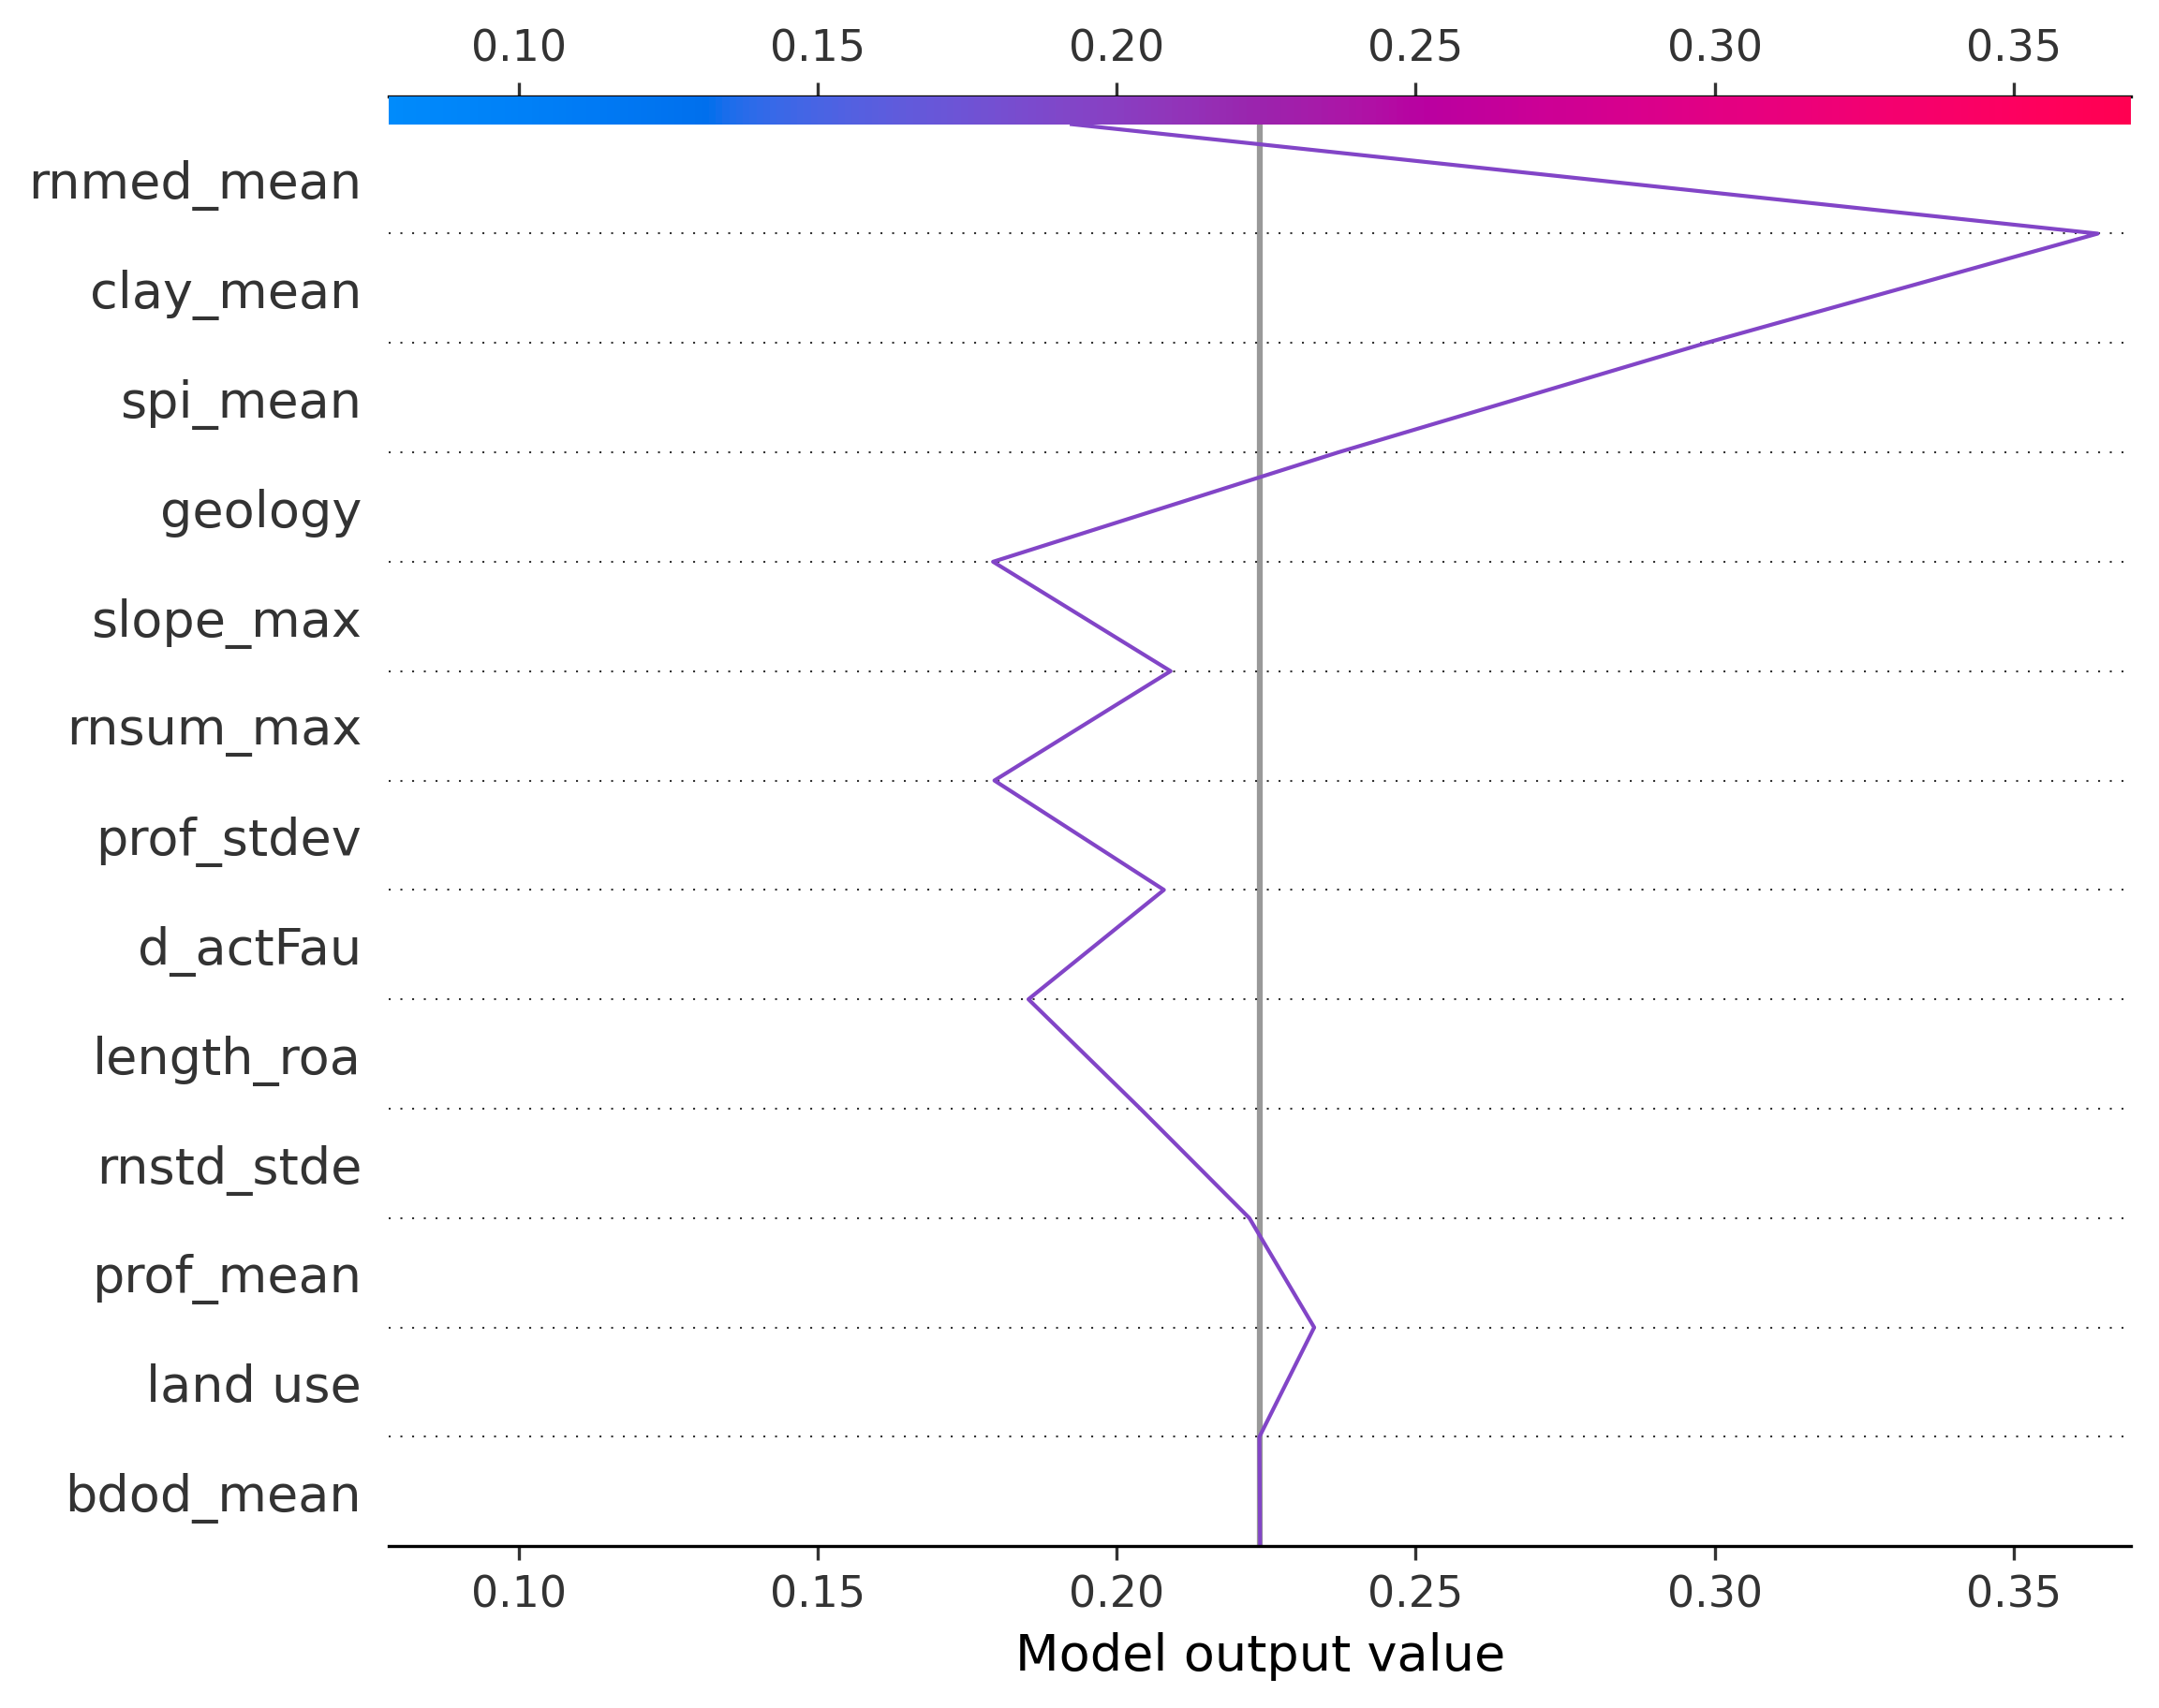 0.10 0.15 0.20 0.25 0.30 0.35
rnmed_mean
clay_mean
spi_mean
geology
slope_max
rnsum_max
prof_stdev
d_actFau
length_roa
rnstd_stde
prof_mean
land use
bdod_mean
0.10 0.15 0.20 0.25 0.30 0.35
Model output value